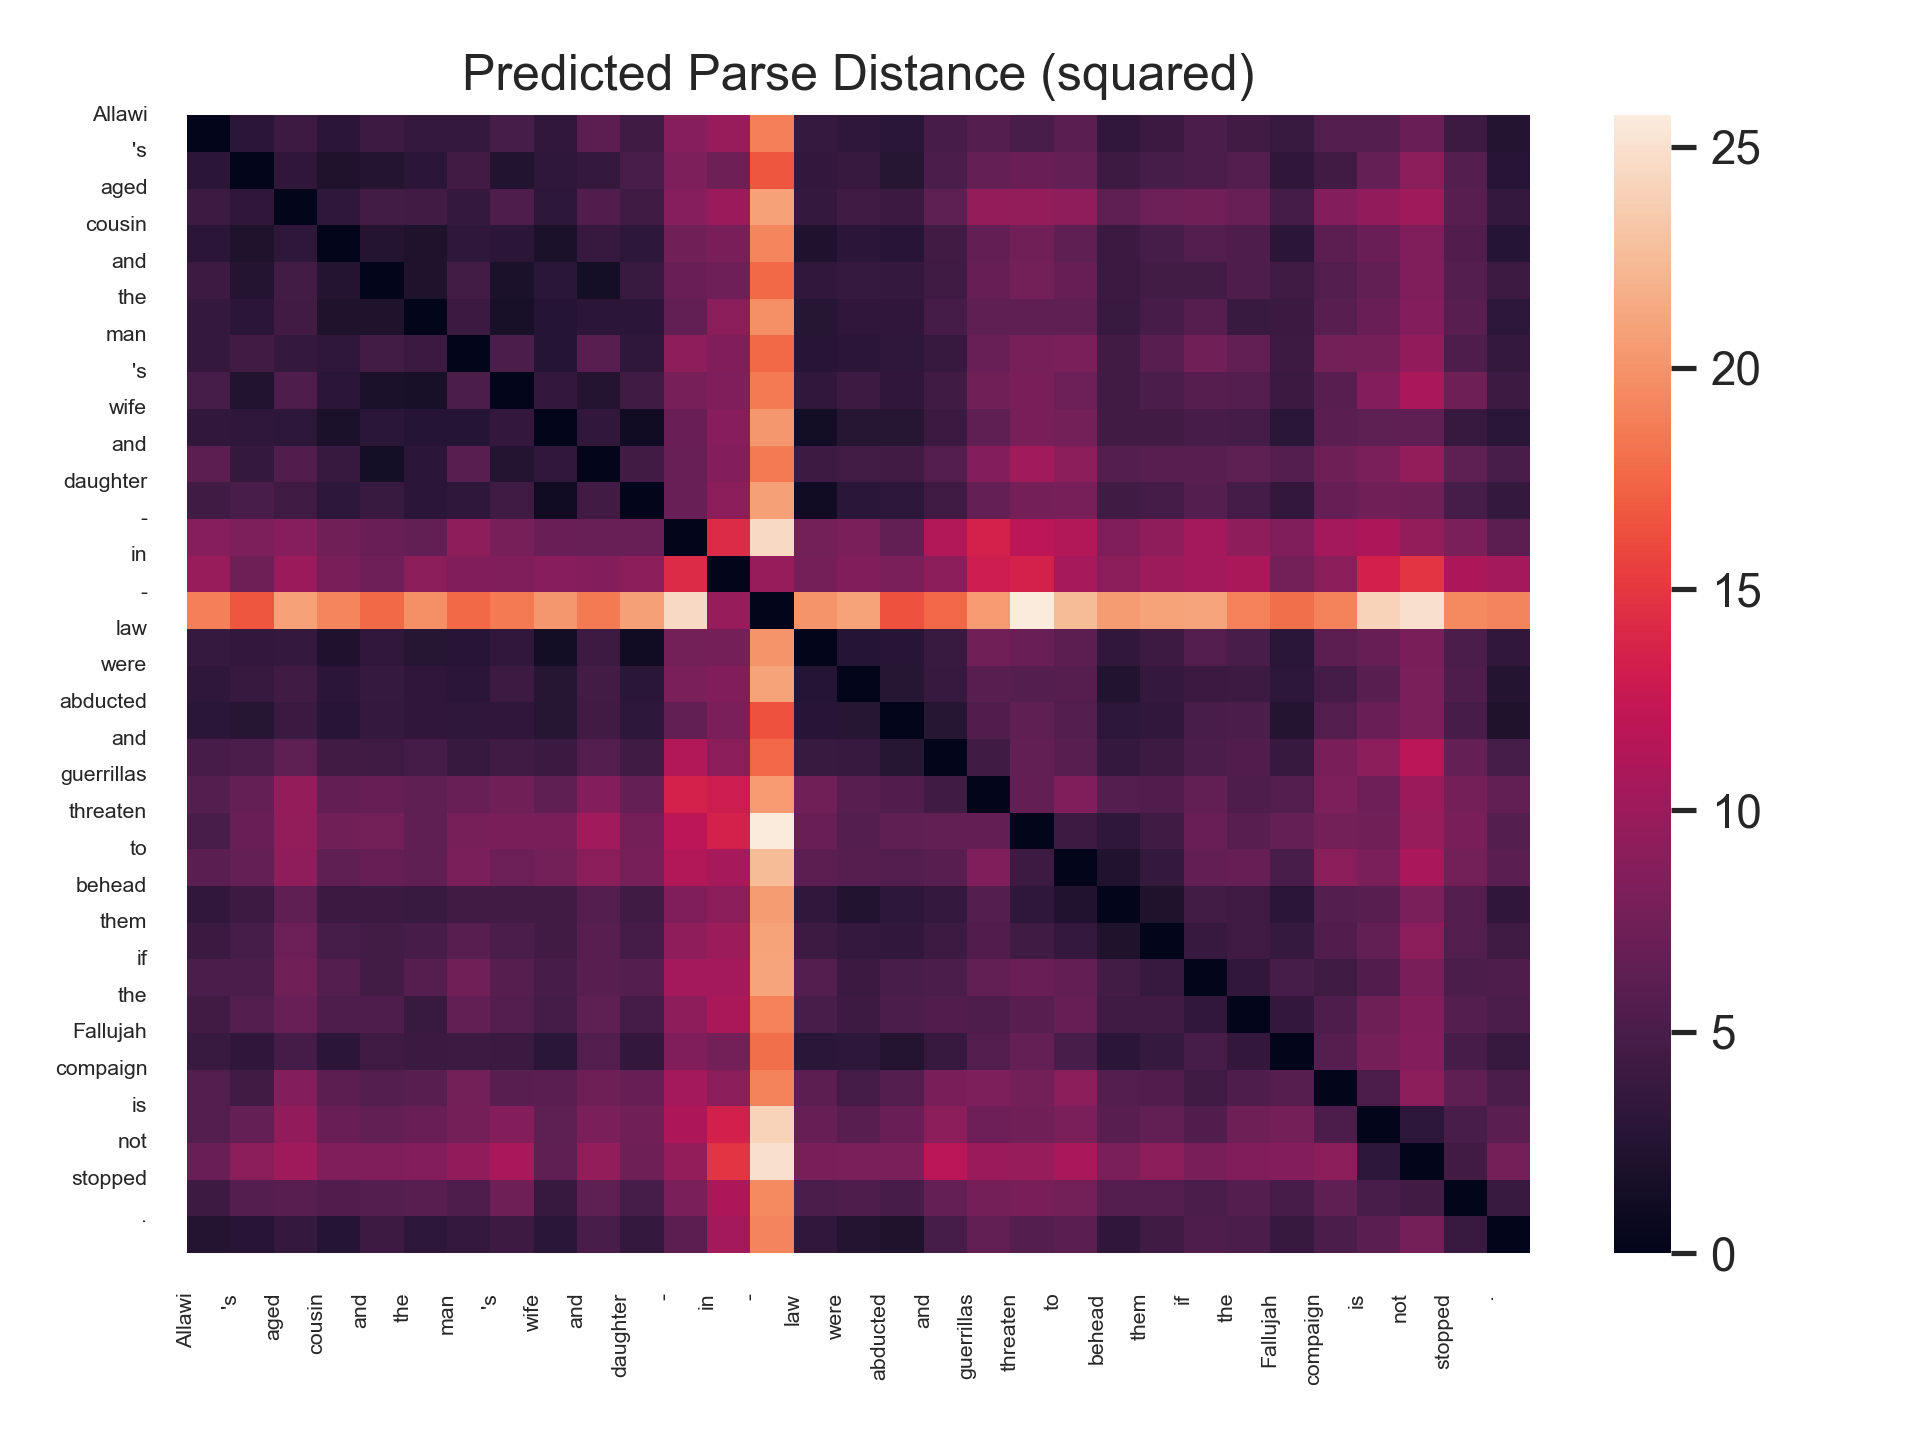 Predicted Parse Distance (squared)
Allawi
's
aged
cousin
and
the
man
's
wife
and
daughter
-
in
-
law
were
abducted
and
guerrillas
threaten
to
behead
them
if
the
Fallujah
compaign
is
not
stopped
.
25
20
15
10
5
0
Allawi
's
aged
cousin
and
the
man
's
wife
and
daughter
-
in
-
law
were
abducted
and
guerrillas
threaten
to
behead
them
if
the
Fallujah
compaign
is
not
stopped
.